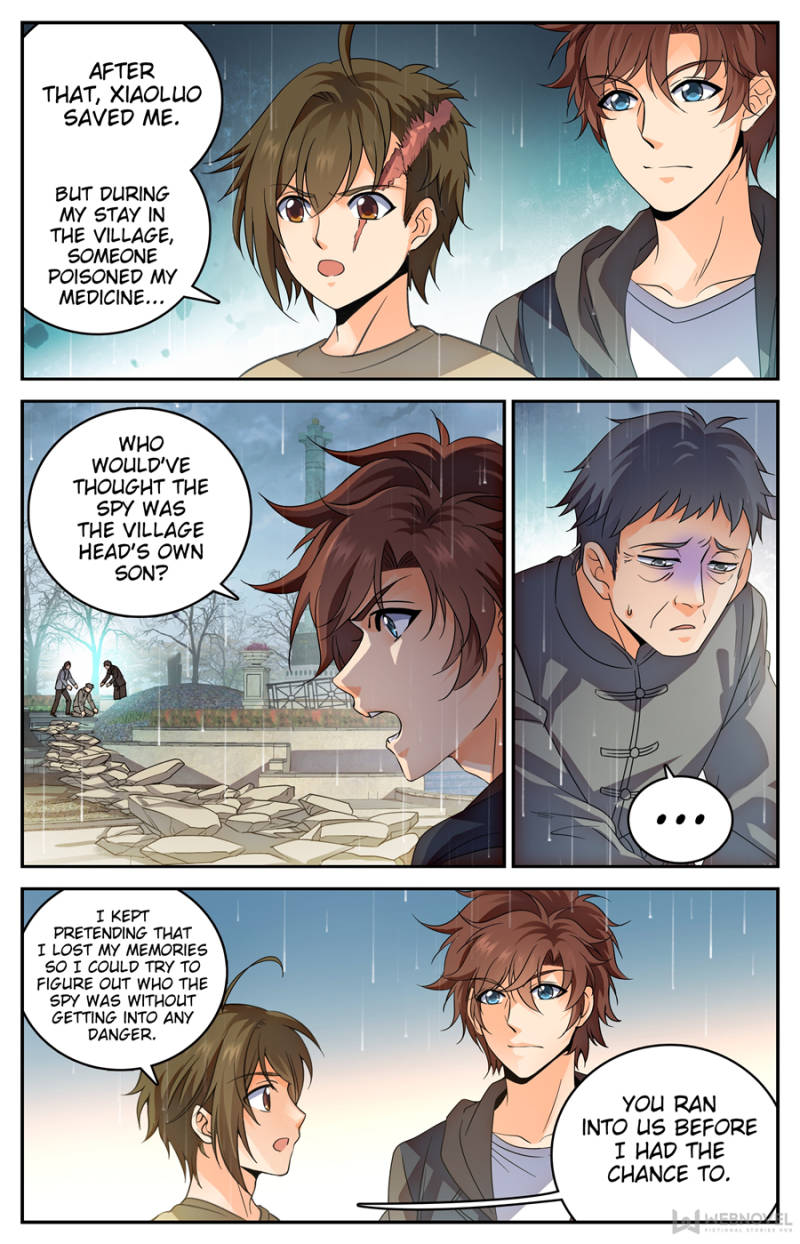 AFTER
THAT, XIAOLUO
SAVED ME.
BUT DURING
MY STAY IN
THE VILLAGE,
SOMEONE
POISONED MY
MEDICINE...
WHO
WOULD'VE
THOUGHT THE
SPY WAS
THE VILLAGE
HEAD'S OWN
SON?
...
I KEPT
PRETENDING THAT
I LOST MY MEMORIES
SO I COULD TRY TO
FIGURE OUT WHO THE
SPY WAS WITHOUT
GETTING INTO ANY
DANGER.
YOU RAN
INTO US BEFORE
I HAD THE
CHANCE TO.
WEBNOVEL
FICTIONAL STORIES HUB